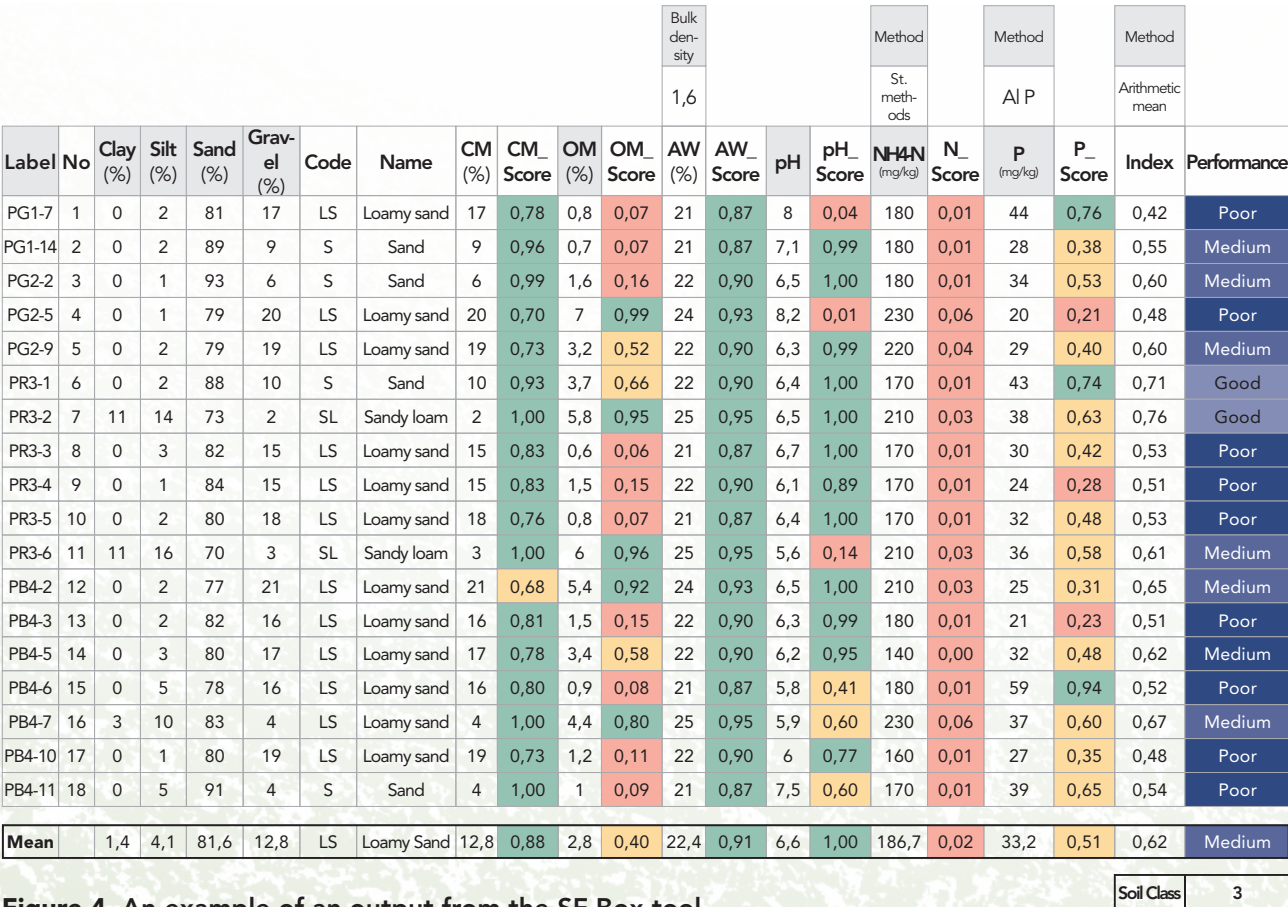 Bulk density Method Method Method
1,6 St. methods Al P Arithmetic mean
Label No Clay (%) Silt (%) Sand (%) Gravel (%) Code Name CM (%) CM_Score OM (%) OM_Score AW (%) AW_Score pH pH_Score NH4-N (mg/kg) N_Score P (mg/kg) P_Score Index Performance
PG1-7 1 0 2 81 17 LS Loamy sand 17 0,78 0,8 0,07 21 0,87 8 0,04 180 0,01 44 0,76 0,42 Poor
PG1-14 2 0 2 89 9 S Sand 9 0,96 0,7 0,07 21 0,87 7,1 0,99 180 0,01 28 0,38 0,55 Medium
PG2-2 3 0 1 93 6 S Sand 6 0,99 1,6 0,16 22 0,90 6,5 1,00 180 0,01 34 0,53 0,60 Medium
PG2-5 4 0 1 79 20 LS Loamy sand 20 0,70 7 0,99 24 0,93 8,2 0,01 230 0,06 20 0,21 0,48 Poor
PG2-9 5 0 2 79 19 LS Loamy sand 19 0,73 3,2 0,52 22 0,90 6,3 0,99 220 0,04 29 0,40 0,60 Medium
PR3-1 6 0 2 88 10 S Sand 10 0,93 3,7 0,66 22 0,90 6,4 1,00 170 0,01 43 0,74 0,71 Good
PR3-2 7 11 14 73 2 SL Sandy loam 2 1,00 5,8 0,95 25 0,95 6,5 1,00 210 0,03 38 0,63 0,76 Good
PR3-3 8 0 3 82 15 LS Loamy sand 15 0,83 0,6 0,06 21 0,87 6,7 1,00 170 0,01 30 0,42 0,53 Poor
PR3-4 9 0 1 84 15 LS Loamy sand 15 0,83 1,5 0,15 22 0,90 6,1 0,89 170 0,01 24 0,28 0,51 Poor
PR3-5 10 0 2 80 18 LS Loamy sand 18 0,76 0,8 0,07 21 0,87 6,4 1,00 170 0,01 32 0,48 0,53 Poor
PR3-6 11 11 16 70 3 SL Sandy loam 3 1,00 6 0,96 25 0,95 5,6 0,14 210 0,03 36 0,58 0,61 Medium
PB4-2 12 0 2 77 21 LS Loamy sand 21 0,68 5,4 0,92 24 0,93 6,5 1,00 210 0,03 25 0,31 0,65 Medium
PB4-3 13 0 2 82 16 LS Loamy sand 16 0,81 1,5 0,15 22 0,90 6,3 0,99 180 0,01 21 0,23 0,51 Poor
PB4-5 14 0 3 80 17 LS Loamy sand 17 0,78 3,4 0,58 22 0,90 6,2 0,95 140 0,00 32 0,48 0,62 Medium
PB4-6 15 0 5 78 16 LS Loamy sand 16 0,80 0,9 0,08 21 0,87 5,8 0,41 180 0,01 59 0,94 0,52 Poor
PB4-7 16 3 10 83 4 LS Loamy sand 4 1,00 4,4 0,80 25 0,95 5,9 0,60 230 0,06 37 0,60 0,67 Medium
PB4-10 17 0 1 80 19 LS Loamy sand 19 0,73 1,2 0,11 22 0,90 6 0,77 160 0,01 27 0,35 0,48 Poor
PB4-11 18 0 5 91 4 S Sand 4 1,00 1 0,09 21 0,87 7,5 0,60 170 0,01 39 0,65 0,54 Poor
Mean 1,4 4,1 81,6 12,8 LS Loamy Sand 12,8 0,88 2,8 0,40 22,4 0,91 6,6 1,00 186,7 0,02 33,2 0,51 0,62 Medium
Soil Class 3
Figure 4. An example of an output from the SF Box tool